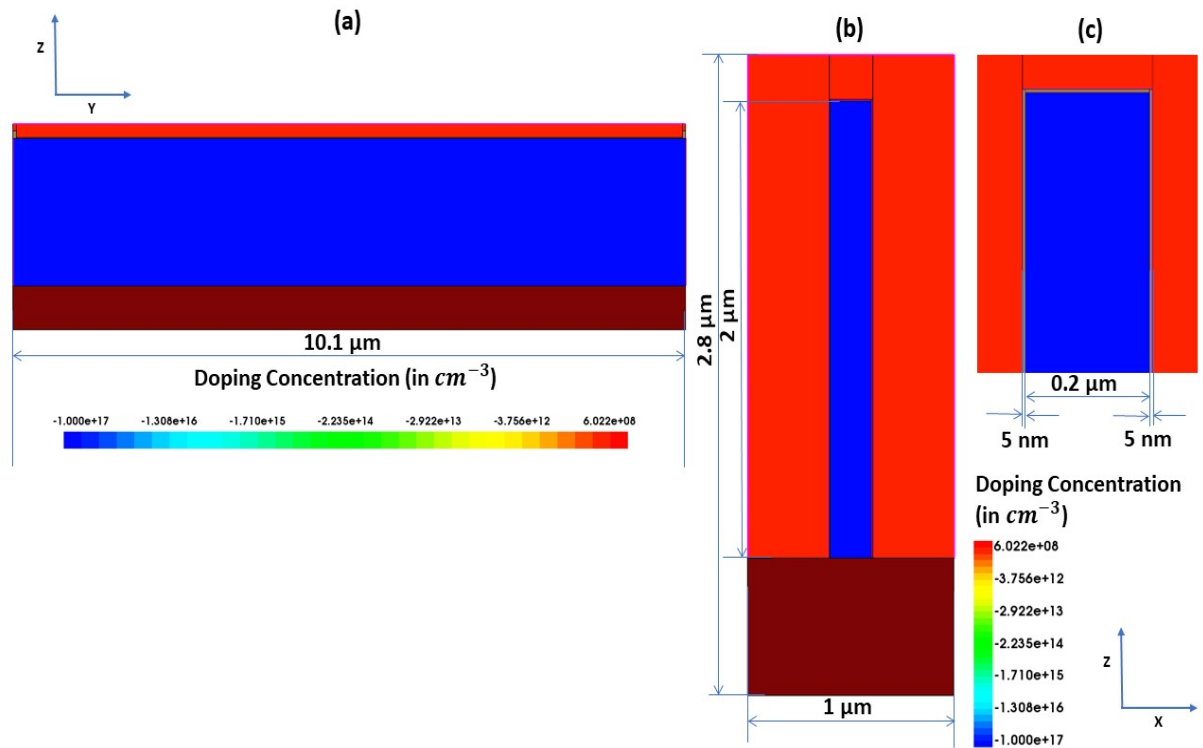 (a)
Z
Y
10.1 µm
Doping Concentration (in cm⁻³)
-1.000e+17 -1.308e+16 -1.710e+15 -2.235e+14 -2.922e+13 -3.756e+12 6.022e+08
(b)
2.8 µm
2 µm
1 µm
(c)
0.2 µm
5 nm 5 nm
Doping Concentration
(in cm⁻³)
6.022e+08
-3.756e+12
-2.922e+13
-2.235e+14
-1.710e+15
-1.308e+16
-1.000e+17
Z
X